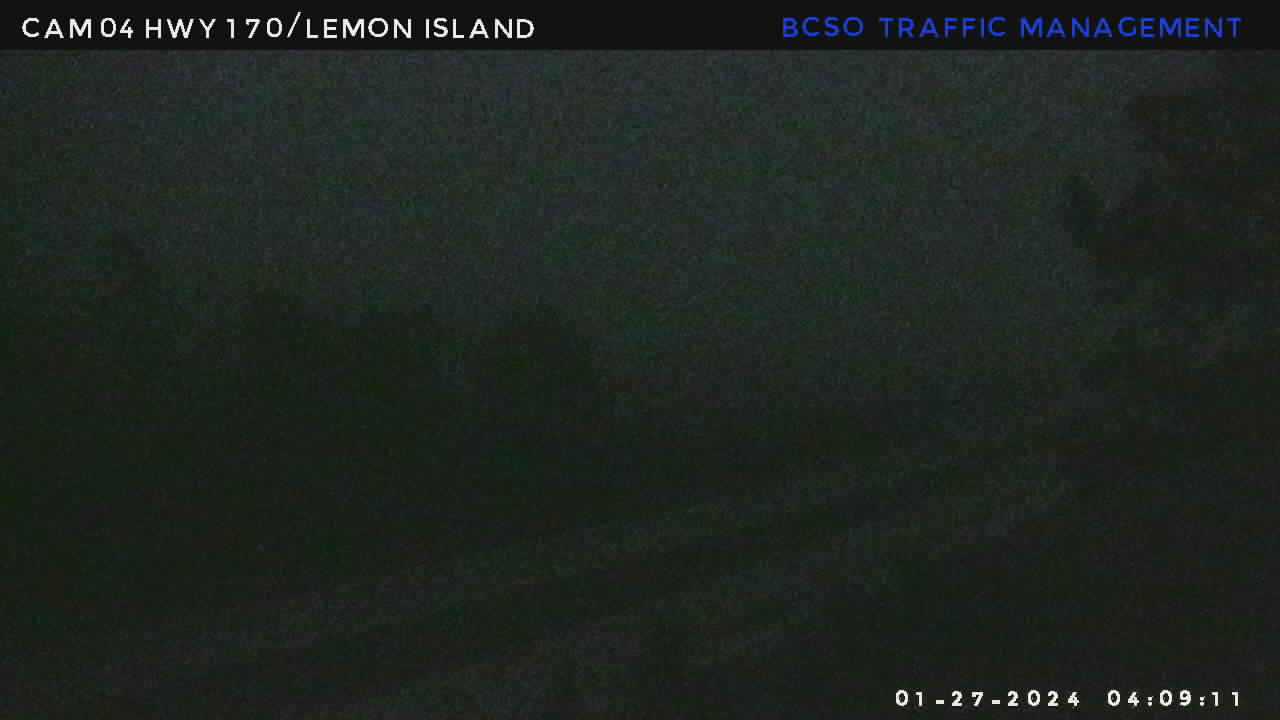 CAM04 HWY 170/LEMON ISLAND
BCSO TRAFFIC MANAGEMENT
01-27-2024 04:09:11